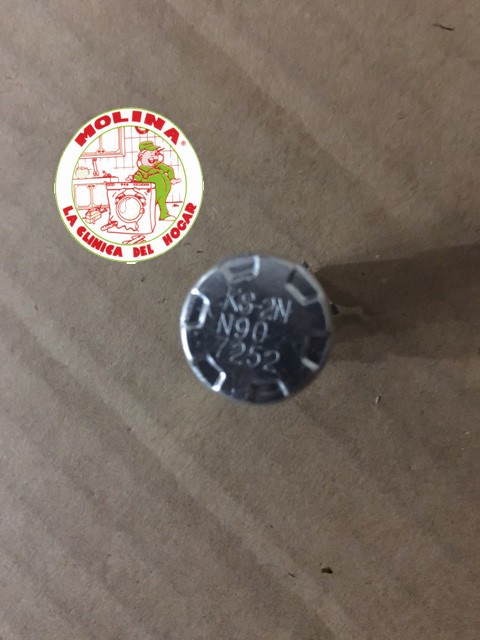 MOLINA®
LA CLINICA DEL HOGAR
KS-2N
N90
7252